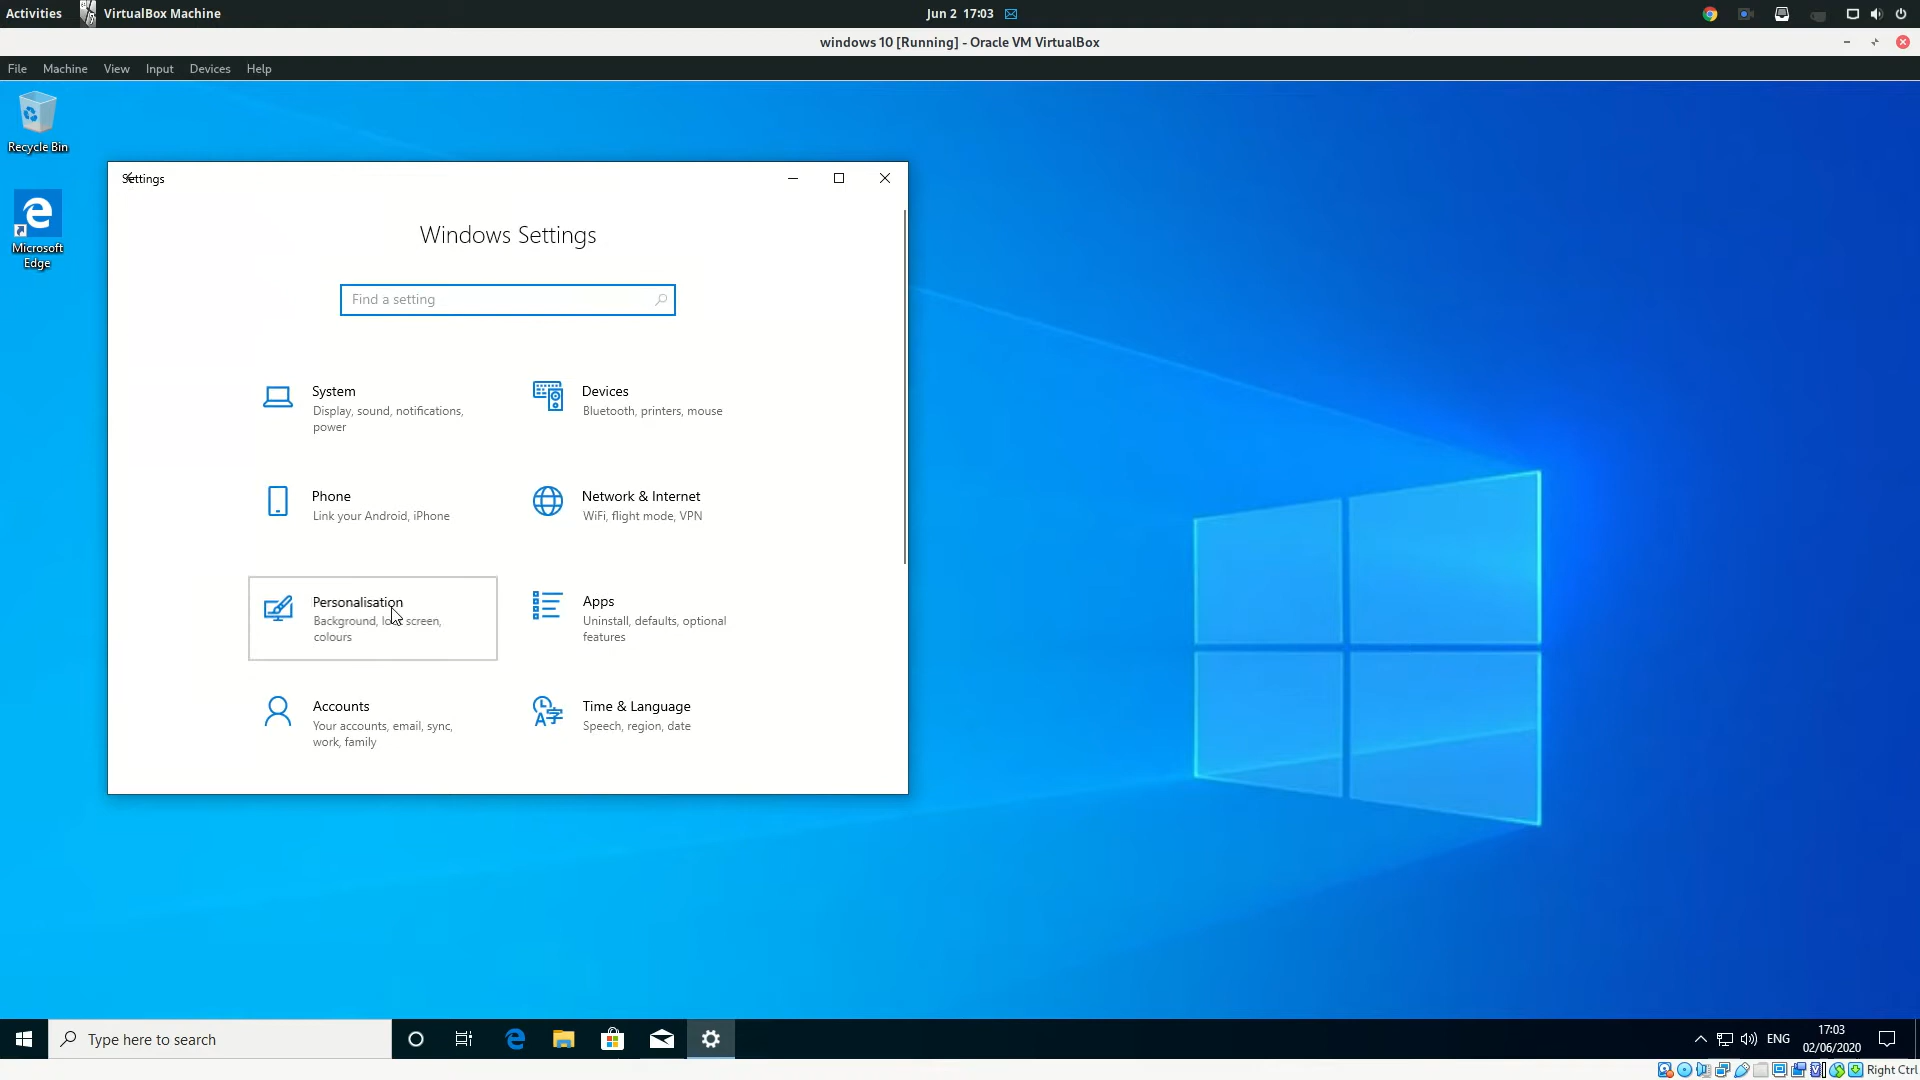 Activities VirtualBox Machine Jun 2 17:03
windows 10 [Running] - Oracle VM VirtualBox
File Machine View Input Devices Help
Recycle Bin
Microsoft
Edge
Settings
Windows Settings
Find a setting
System
Display, sound, notifications,
power
Devices
Bluetooth, printers, mouse
Phone
Link your Android, iPhone
Network & Internet
WiFi, flight mode, VPN
Personalisation
Background, lock screen,
colours
Apps
Uninstall, defaults, optional
features
Accounts
Your accounts, email, sync,
work, family
Time & Language
Speech, region, date
Type here to search
ENG
17:03
02/06/2020
Right Ctrl